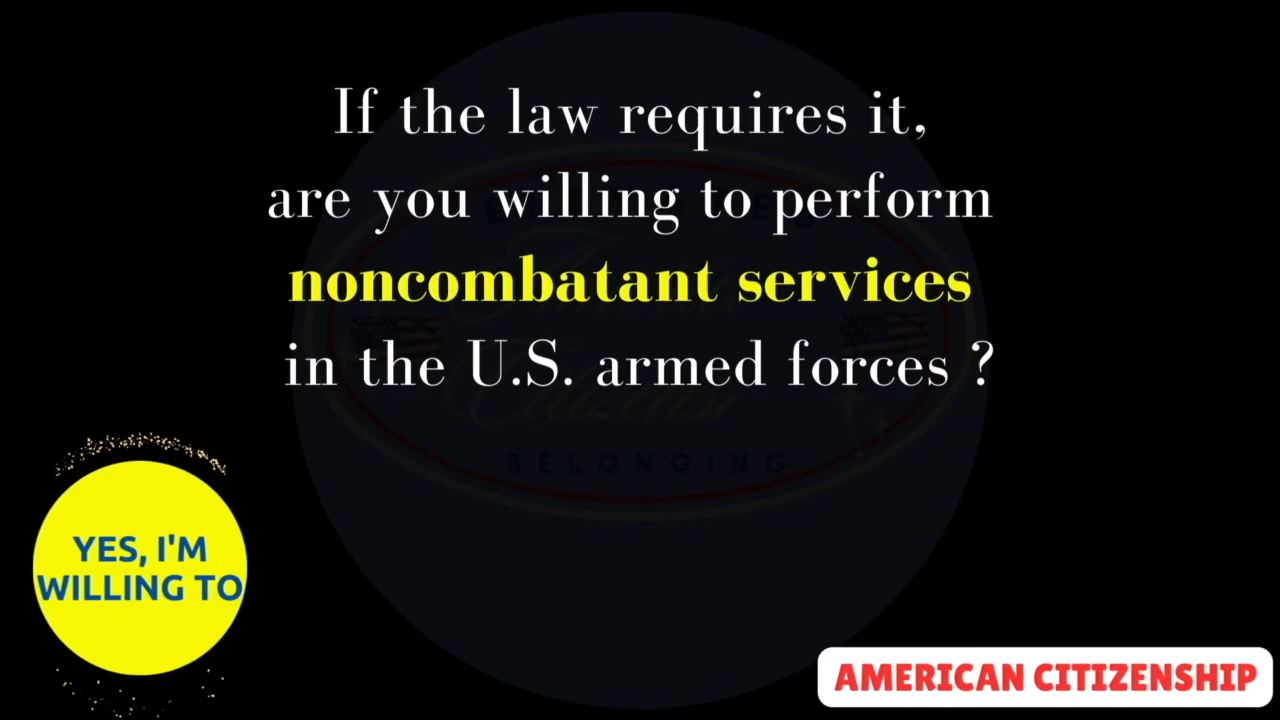 If the law requires it,
are you willing to perform
noncombatant services
in the U.S. armed forces ?
BELONGING
YES, I'M
WILLING TO
AMERICAN CITIZENSHIP